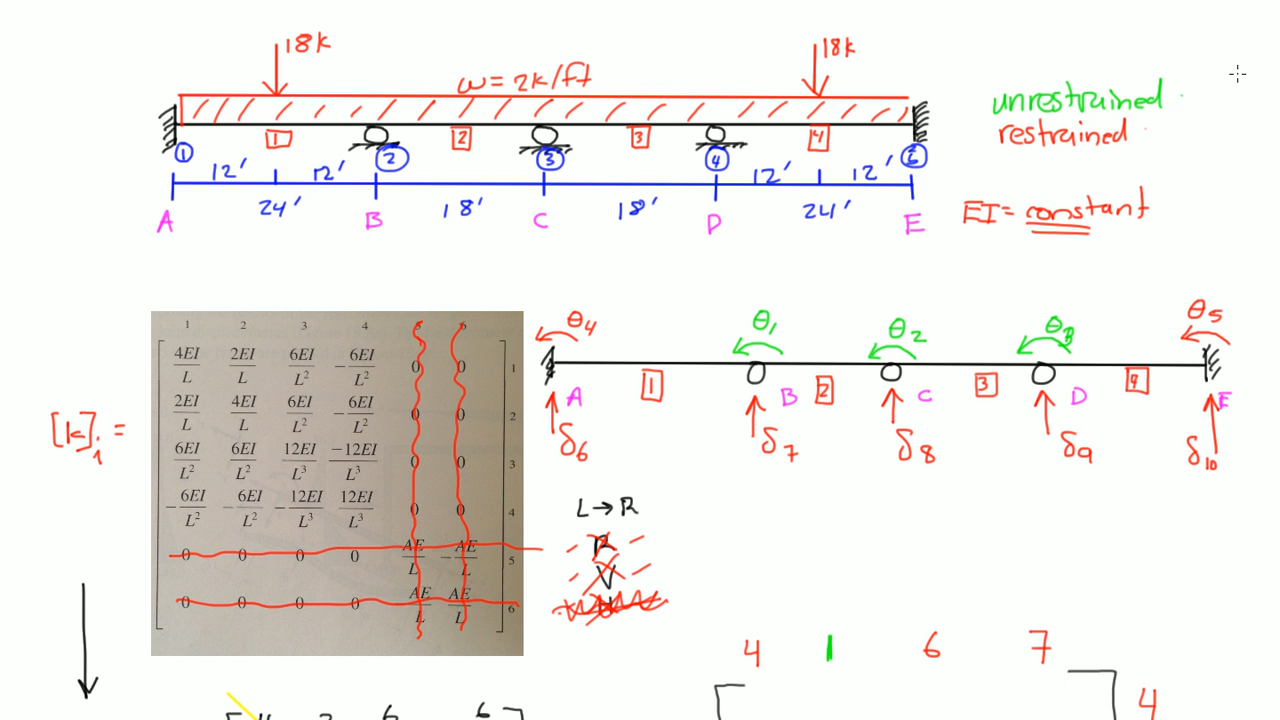 18k 18k
ω = 2k/ft
unrestrained
restrained
1 2 3 4
1 2 3 4 5
12' 12' 12' 12'
24' 18' 18' 24'
A B C D E
EI = constant
θ4 θ1 θ2 θ3 θ5
1 2 3 4
A B C D E
δ6 δ7 δ8 δ9 δ10
[k]i =
1 2 3 4 5 6
4EI/L 2EI/L 6EI/L² -6EI/L² 0 0 1
2EI/L 4EI/L 6EI/L² -6EI/L² 0 0 2
6EI/L² 6EI/L² 12EI/L³ -12EI/L³ 0 0 3
-6EI/L² -6EI/L² -12EI/L³ 12EI/L³ 0 0 4
0 0 0 0 AE/L -AE/L 5
0 0 0 0 AE/L AE/L 6
L → R
R
V
4 1 6 7
4